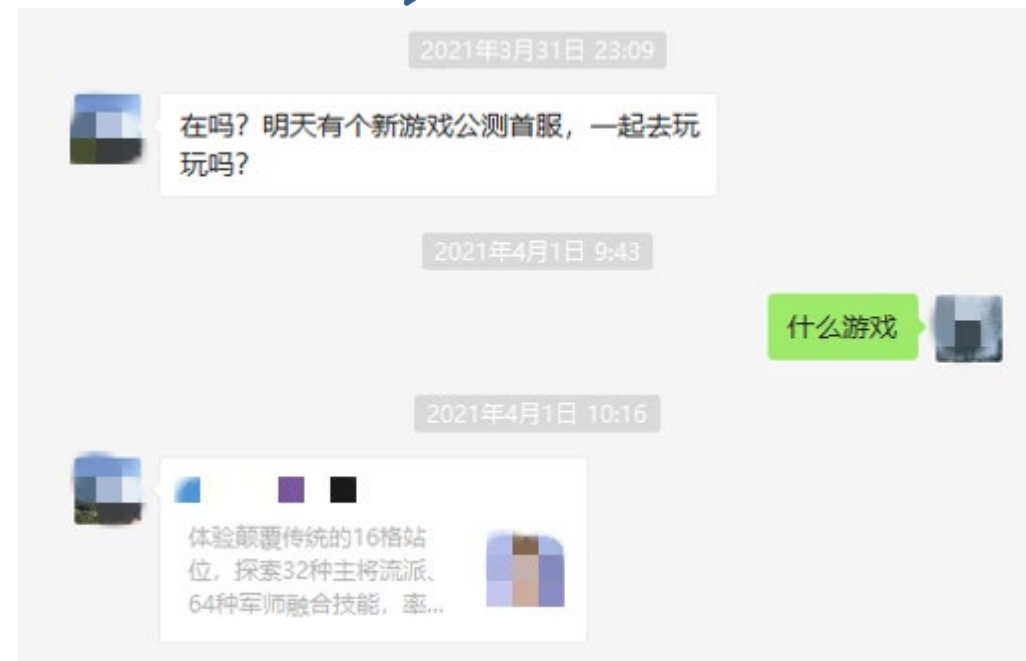 2021年3月31日 23:09
在吗？明天有个新游戏公测首服，一起去玩
玩吗？
2021年4月1日 9:43
什么游戏
2021年4月1日 10:16
体验颠覆传统的16格站
位，探索32种主将流派、
64种军师融合技能，率...